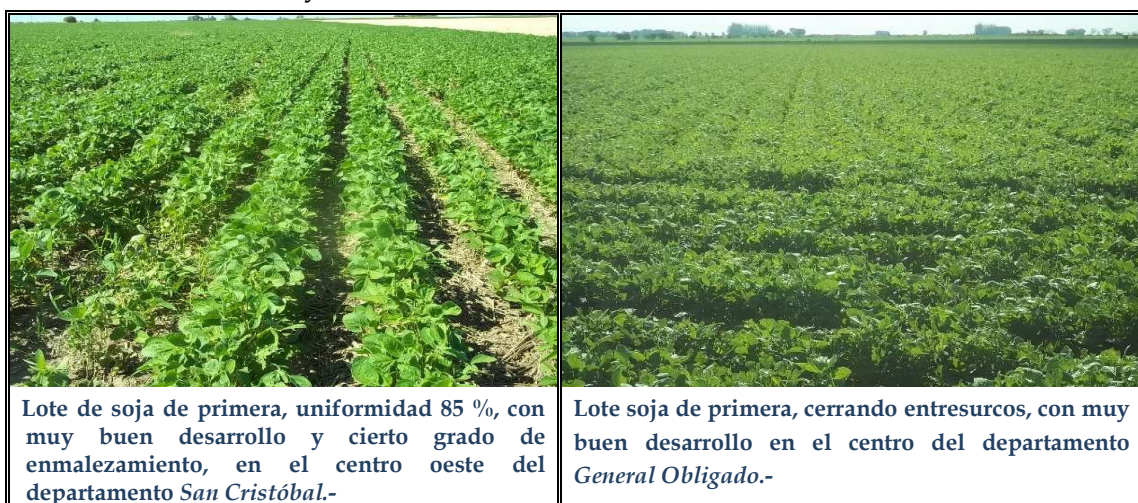 Lote de soja de primera, uniformidad 85 %, con
muy buen desarrollo y cierto grado de
enmalezamiento, en el centro oeste del
departamento San Cristóbal.-
Lote soja de primera, cerrando entresurcos, con muy
buen desarrollo en el centro del departamento
General Obligado.-